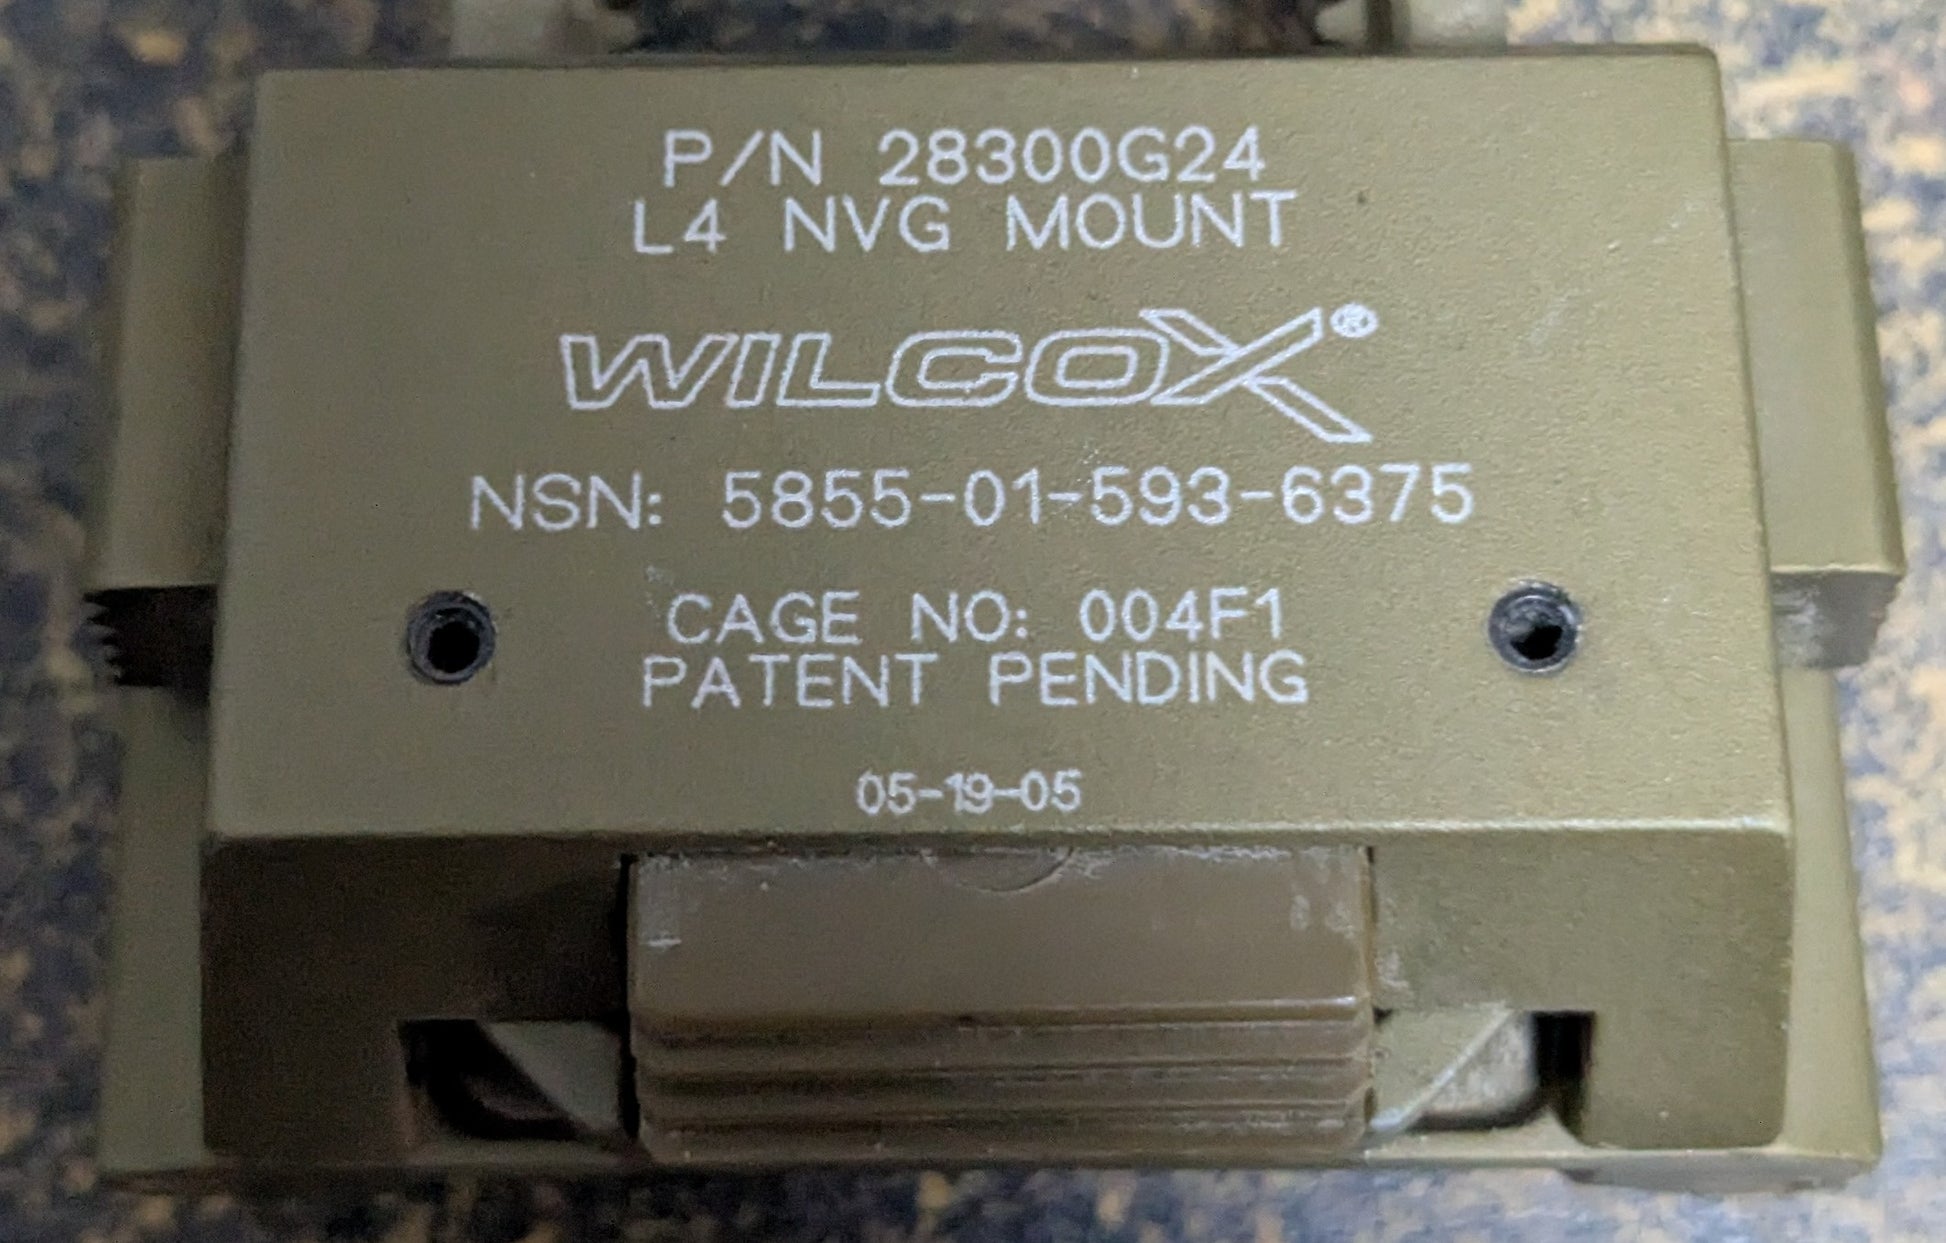 P/N 28300G24
L4 NVG MOUNT
WILCOX®
NSN: 5855-01-593-6375
CAGE NO: 004F1
PATENT PENDING
05-19-05